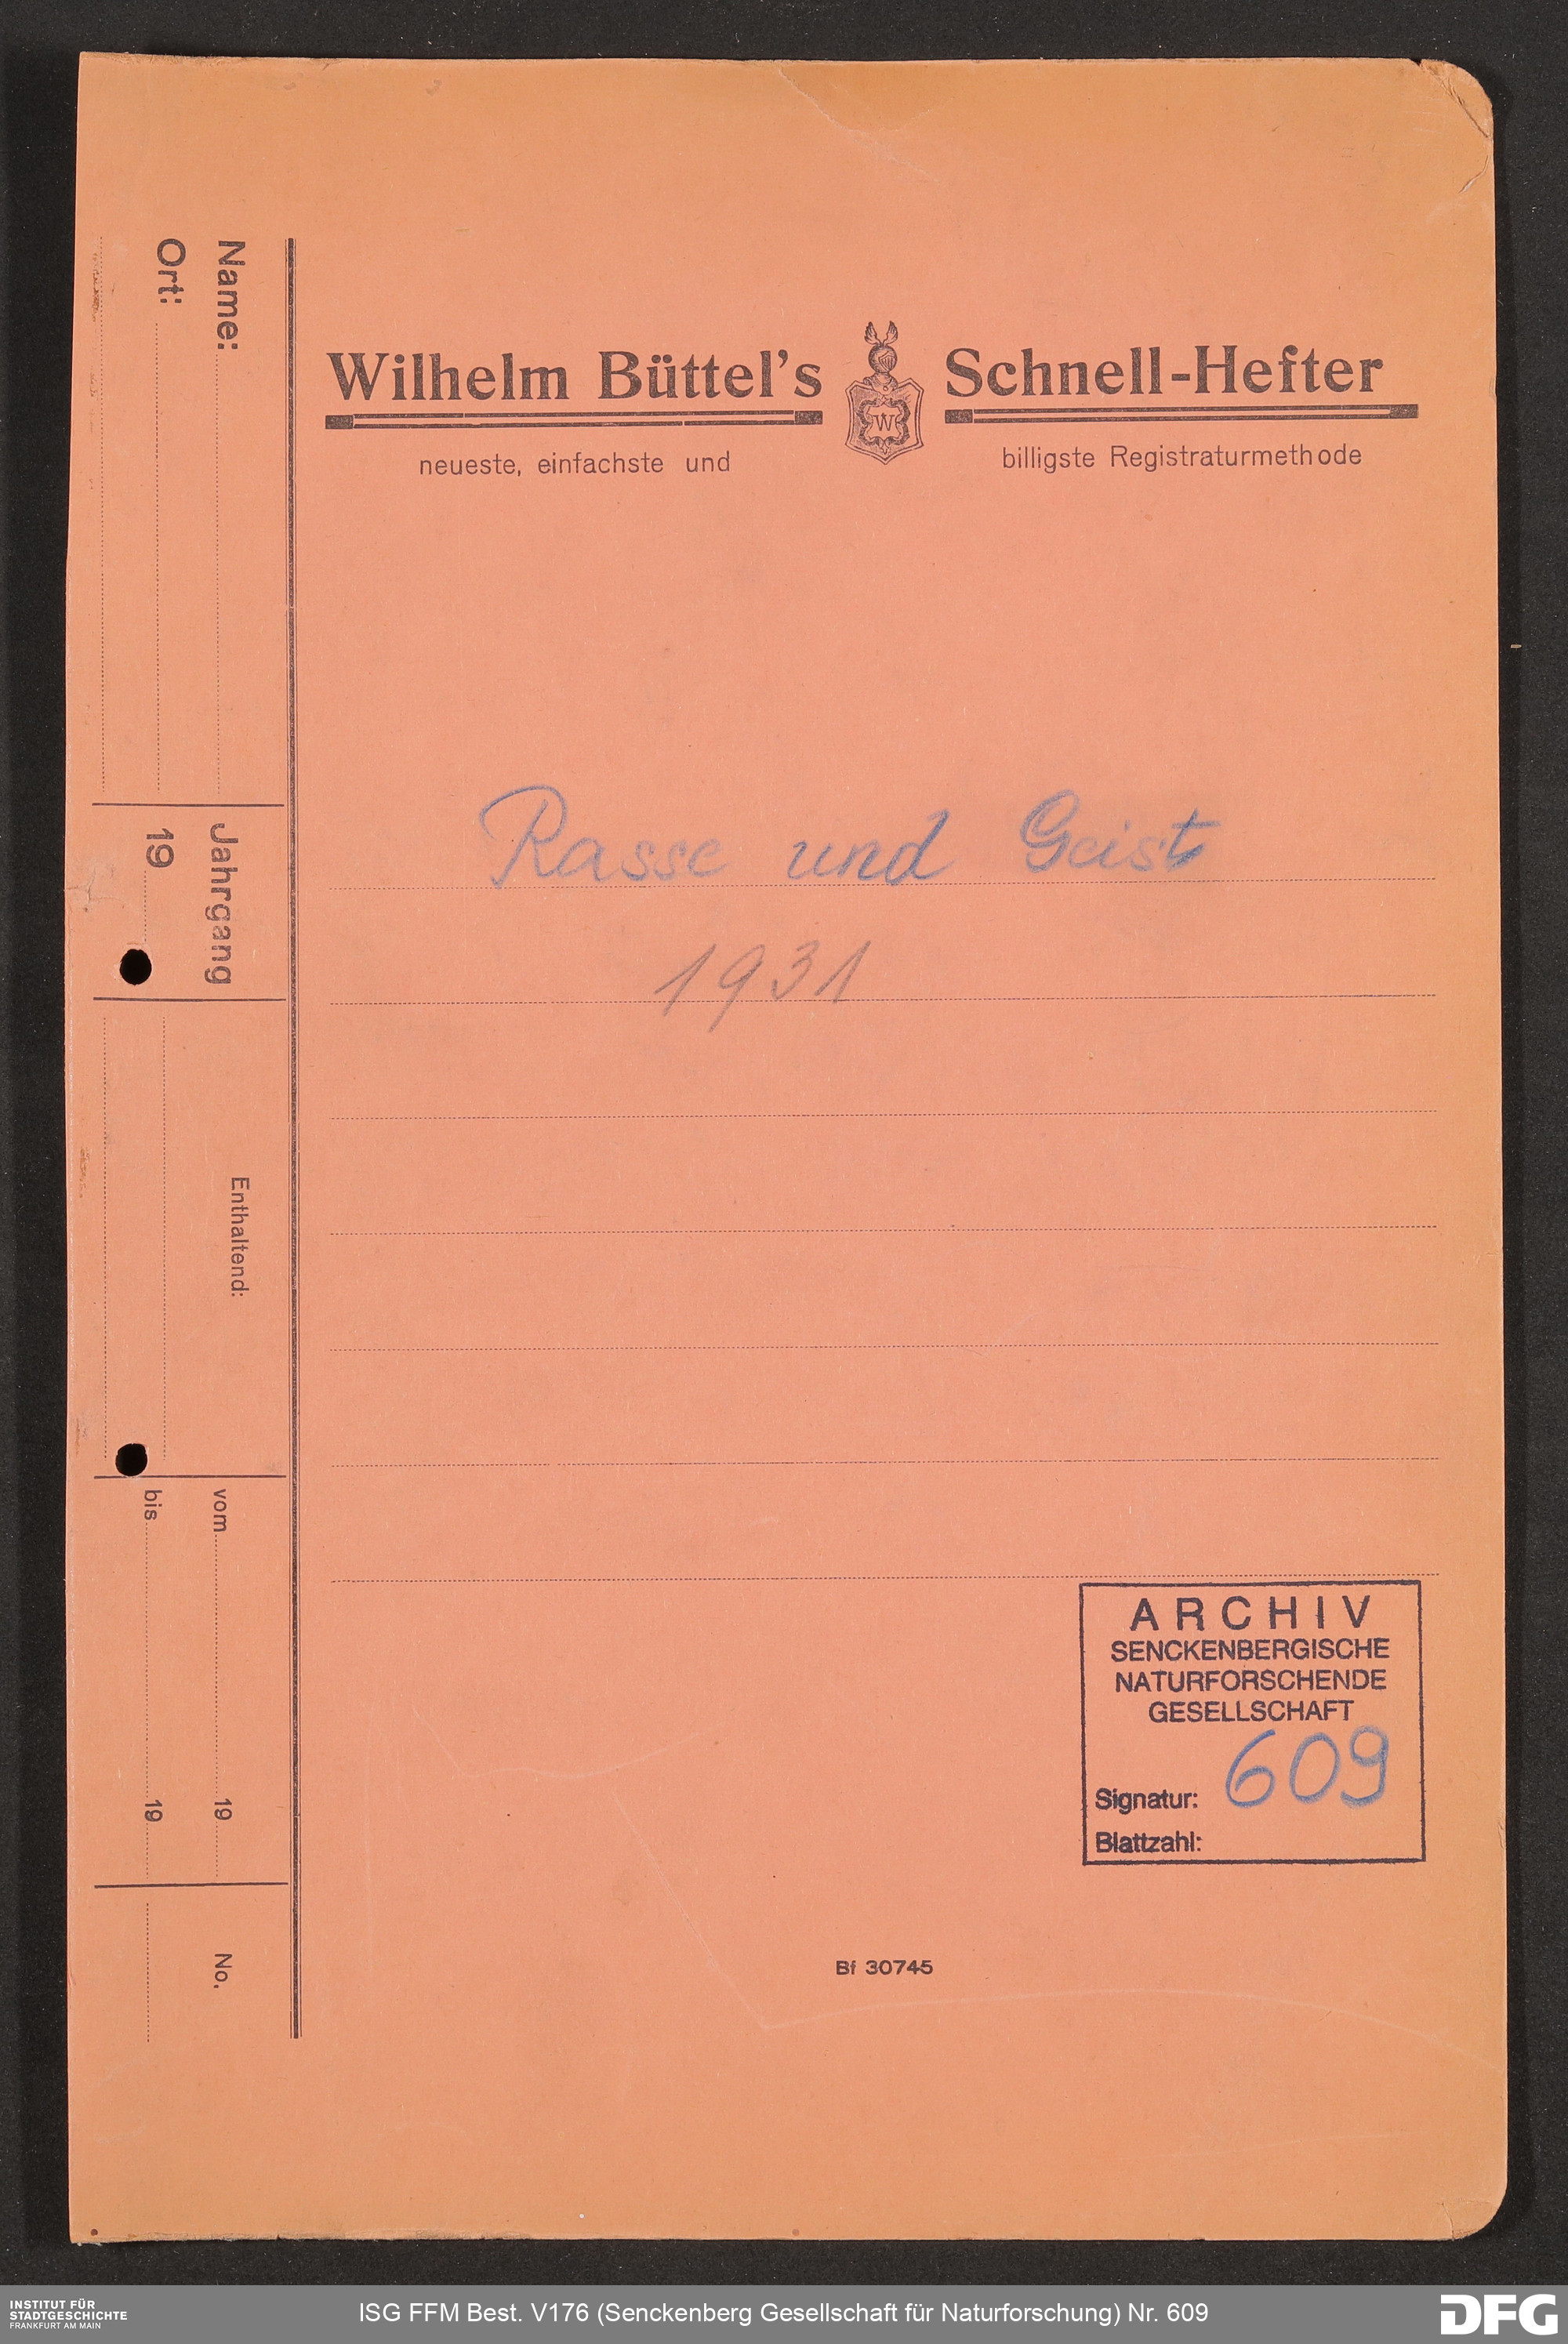 Wilhelm Büttel's Schnell-Hefter
W
neueste, einfachste und billigste Registraturmethode
Name:
Ort:
Jahrgang
19
Enthaltend:
vom 19
bis 19
No.
Rasse und Geist
1931
ARCHIV
SENCKENBERGISCHE
NATURFORSCHENDE
GESELLSCHAFT
Signatur: 609
Blattzahl:
Bf 30745
INSTITUT FÜR
STADTGESCHICHTE
FRANKFURT AM MAIN
ISG FFM Best. V176 (Senckenberg Gesellschaft für Naturforschung) Nr. 609
DFG